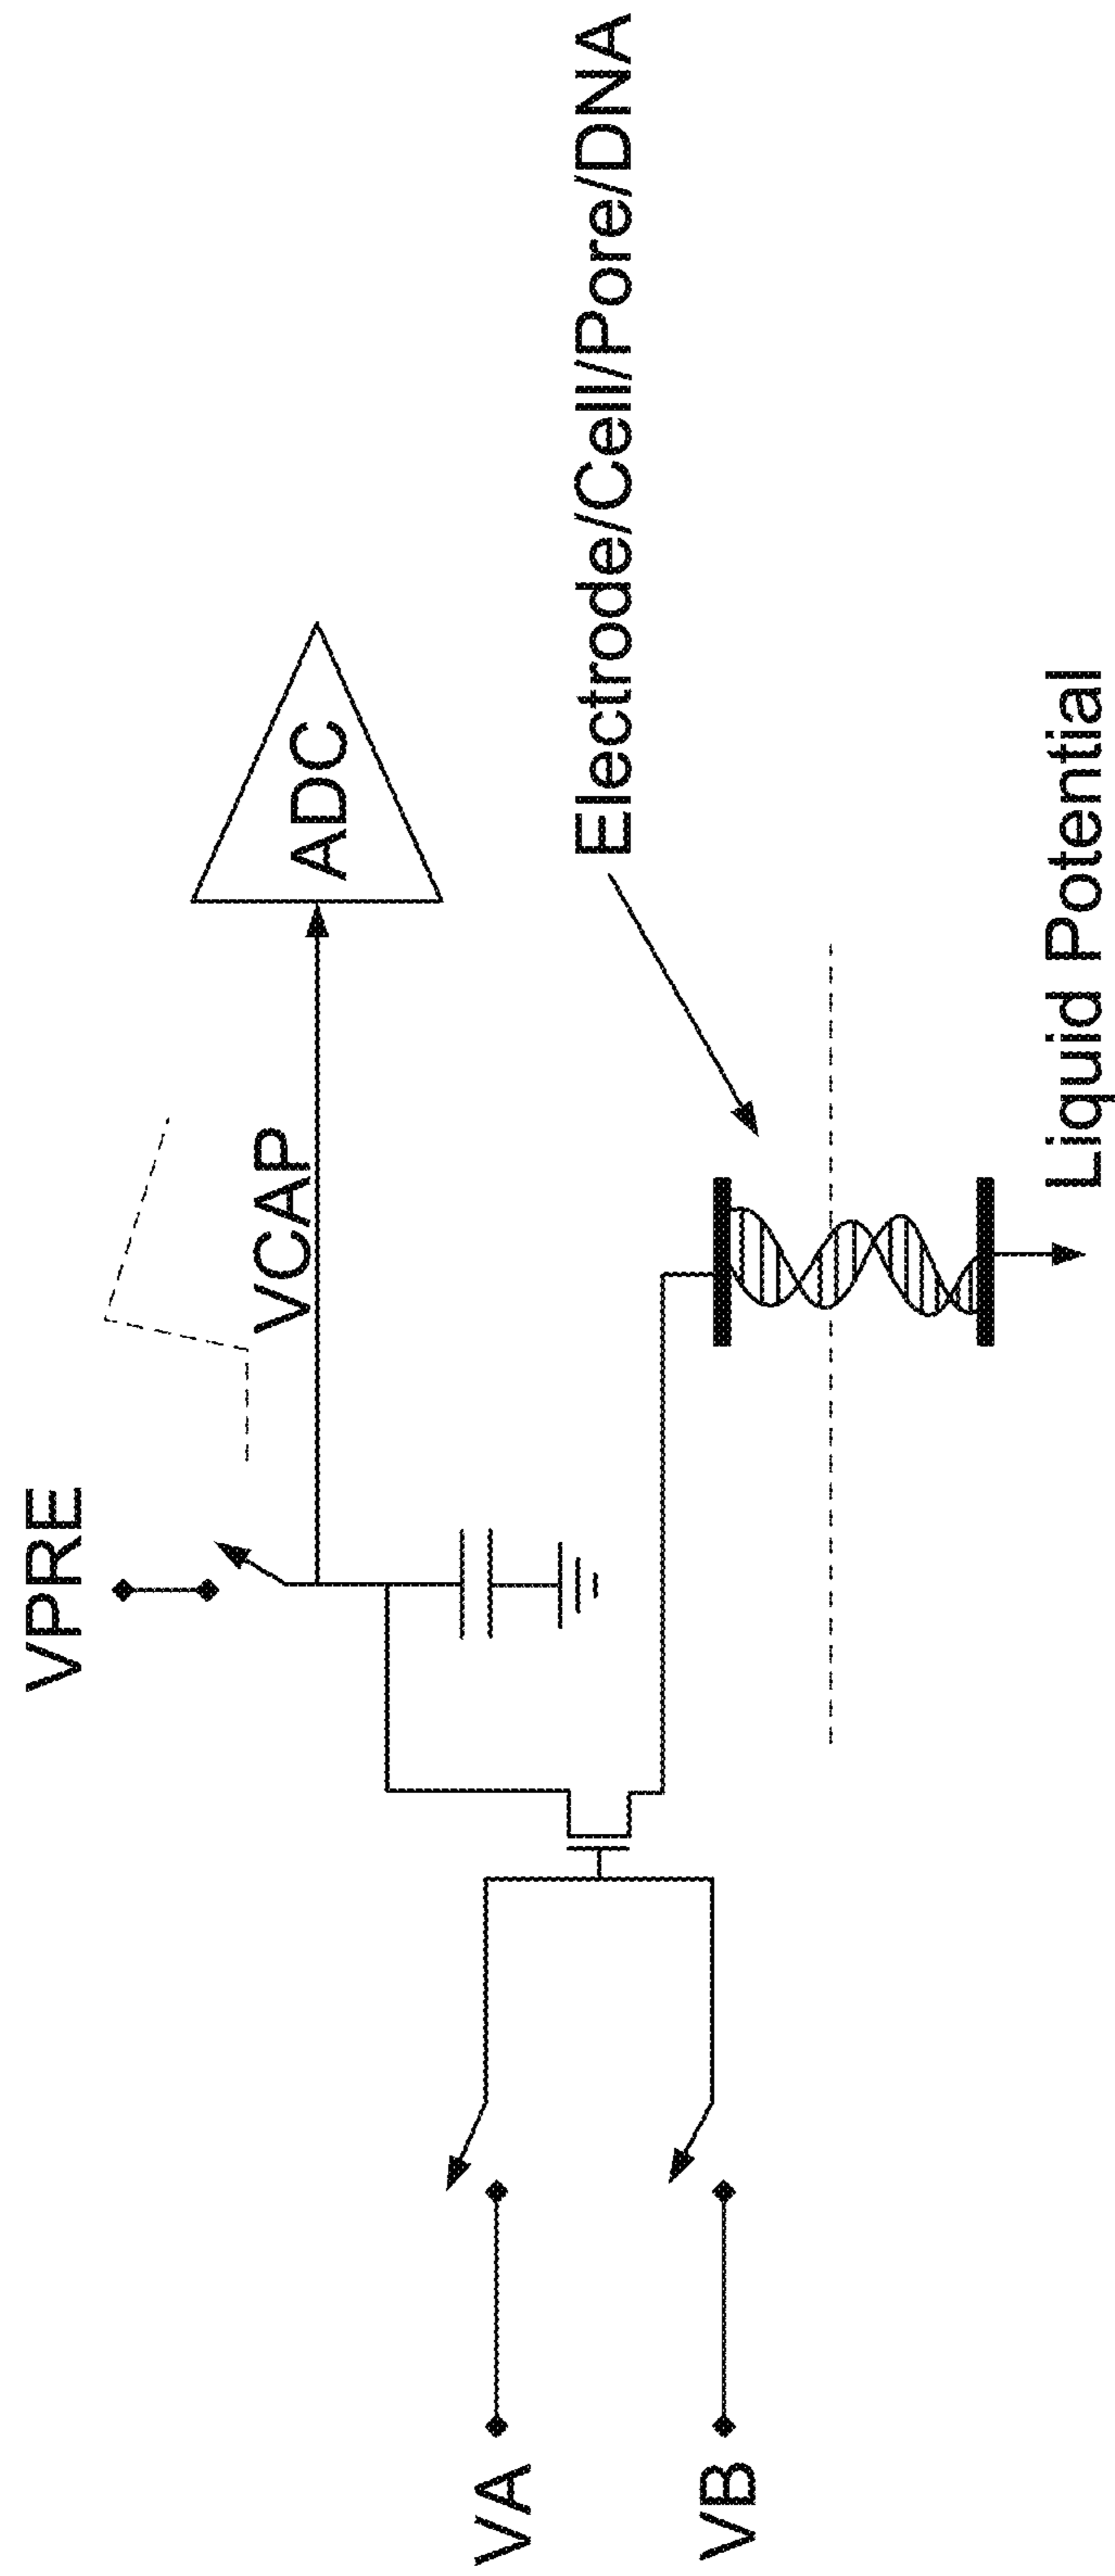 VPRE
VCAP
ADC
VA
VB
Electrode/Cell/Pore/DNA
Liquid Potential